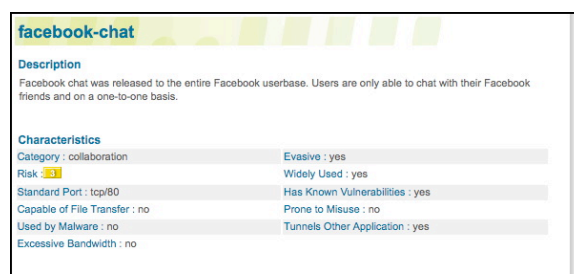 facebook-chat
Description
Facebook chat was released to the entire Facebook userbase. Users are only able to chat with their Facebook
friends and on a one-to-one basis.
Characteristics
Category : collaboration
Evasive : yes
Risk : 3
Widely Used : yes
Standard Port : tcp/80
Has Known Vulnerabilities : yes
Capable of File Transfer : no
Prone to Misuse : no
Used by Malware : no
Tunnels Other Application : yes
Excessive Bandwidth : no